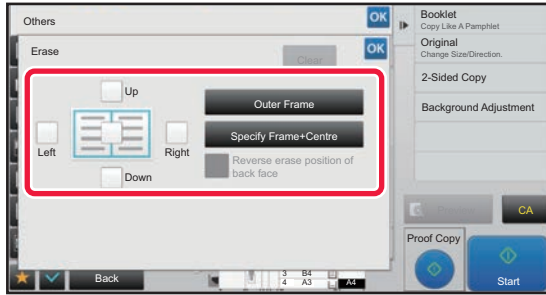 Others
OK
Erase
Clear
OK
Up
Left
Right
Down
Outer Frame
Specify Frame+Centre
Reverse erase position of
back face
Back
3 B4
4 A3
A4
Booklet
Copy Like A Pamphlet
Original
Change Size/Direction.
2-Sided Copy
Background Adjustment
Preview
CA
Proof Copy
Start